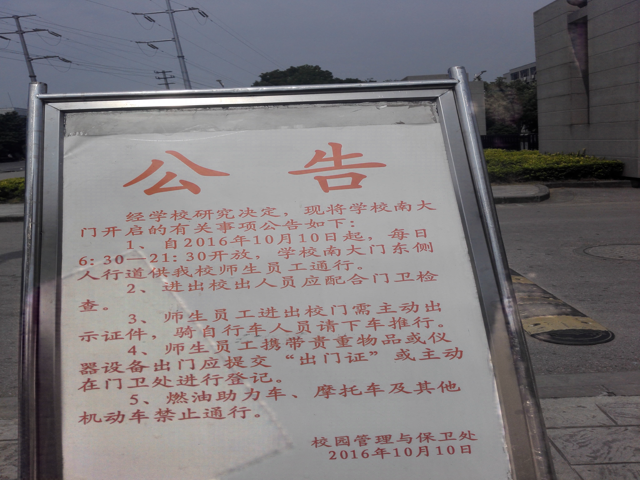 公告
经学校研究决定，现将学校南大
门开启的有关事项公告如下：
1、自2016年10月10日起，每日
6:30—21:30开放，学校南大门东侧
人行道供我校师生员工通行。
2、进出校出人员应配合门卫检
查。
3、师生员工进出校门需主动出
示证件，骑自行车人员请下车推行。
4、师生员工携带贵重物品或仪
器设备出门应提交“出门证”或主动
在门卫处进行登记。
5、燃油助力车、摩托车及其他
机动车禁止通行。
校园管理与保卫处
2016年10月10日